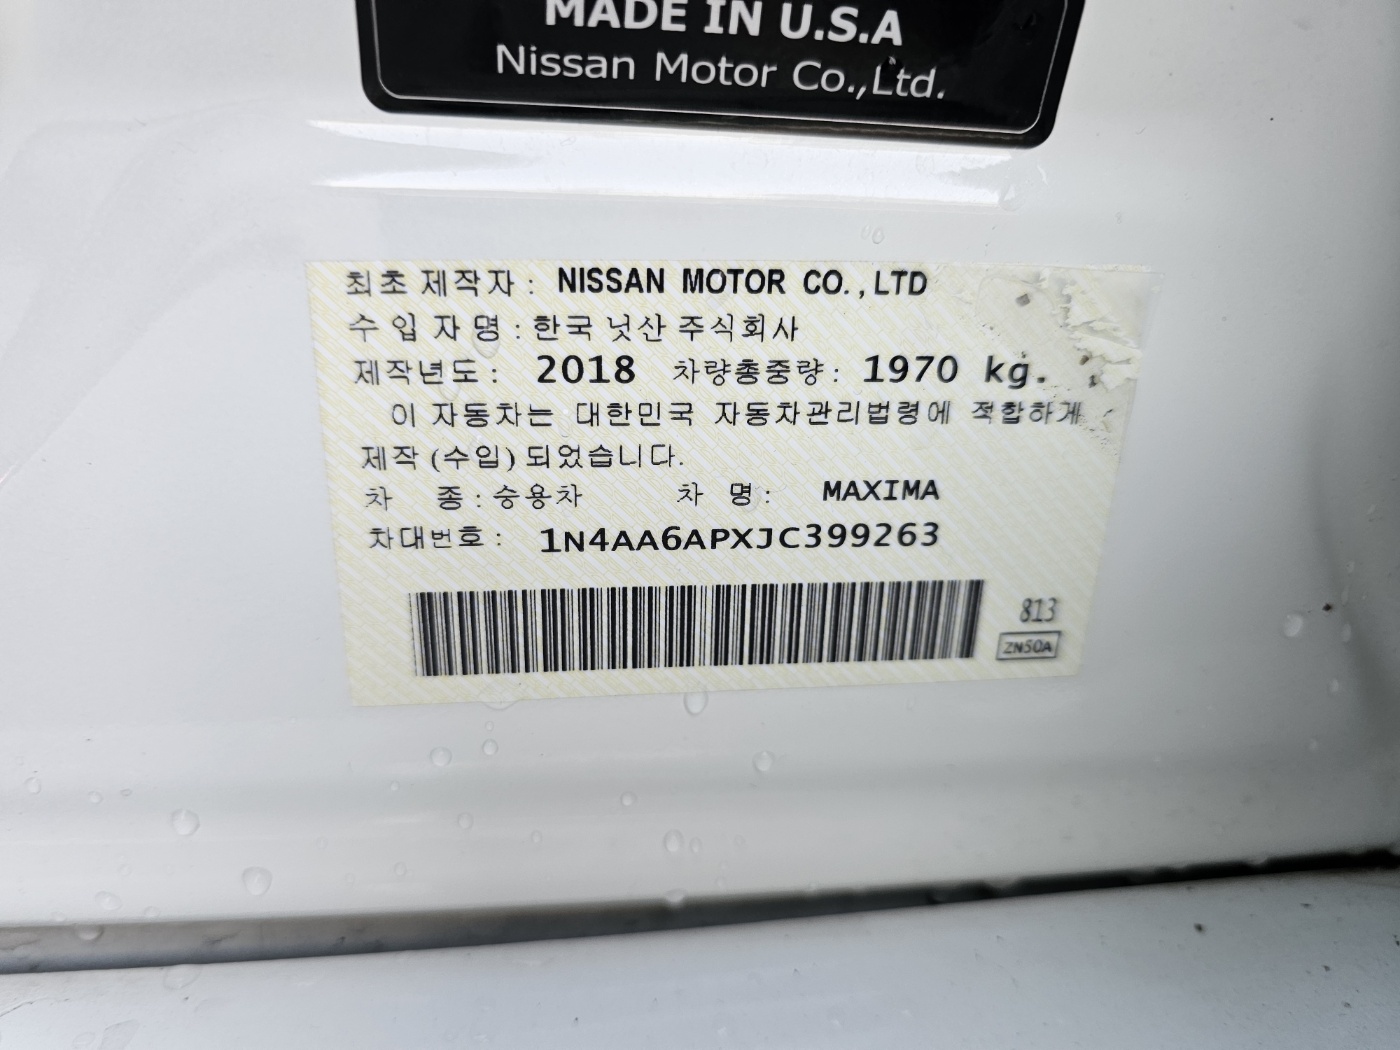 MADE IN U.S.A
Nissan Motor Co.,Ltd.
최초 제작자 : NISSAN MOTOR CO.,LTD
수 입 자 명 : 한국 닛산 주식회사
제작년도 : 2018 차량총중량 : 1970 kg.
이 자동차는 대한민국 자동차관리법령에 적합하게
제작 (수입) 되었습니다.
차 종 : 승용차 차 명 : MAXIMA
차대번호 : 1N4AA6APXJC399263
813
ZN50A